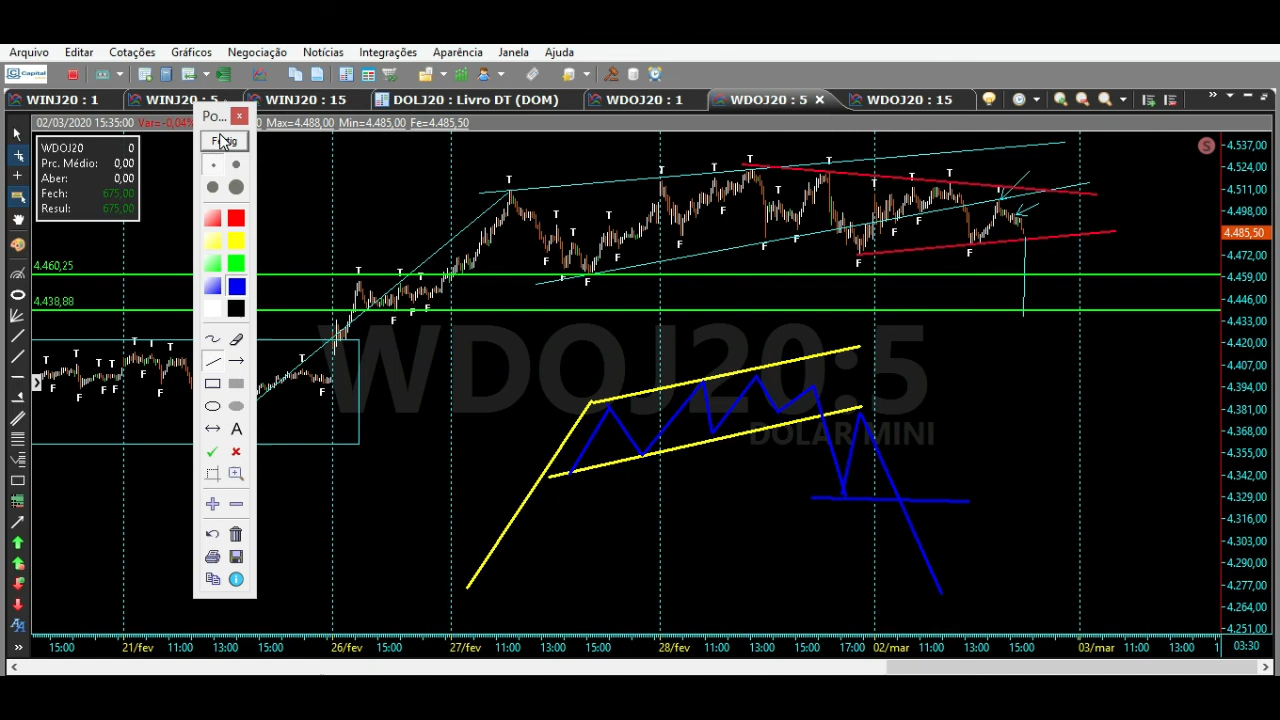 Arquivo Editar Cotações Gráficos Negociação Notícias Integrações Aparência Janela Ajuda
Capital
WINJ20 : 1 WINJ20 : 5 WINJ20 : 15 DOLJ20 : Livro DT (DOM) WDOJ20 : 1 WDOJ20 : 5 WDOJ20 : 15
02/03/2020 15:35:00 Var=-0,04% Max=4.488,00 Min=4.485,00 Fe=4.485,50
Po...
WDOJ20 0
Prc. Médio: 0,00
Aber: 0,00
Fech: 675,00
Resul: 675,00
4.460,25
4.438,88
WDOJ20:5
DOLAR MINI
S
4.537,00
4.524,00
4.511,00
4.498,00
4.485,50
4.472,00
4.459,00
4.446,00
4.433,00
4.420,00
4.407,00
4.394,00
4.381,00
4.368,00
4.355,00
4.342,00
4.329,00
4.316,00
4.303,00
4.290,00
4.277,00
4.264,00
4.251,00
15:00 21/fev 11:00 13:00 15:00 26/fev 15:00 27/fev 11:00 13:00 15:00 28/fev 11:00 13:00 15:00 17:00 02/mar 11:00 13:00 15:00 03/mar 11:00 13:00 03:30